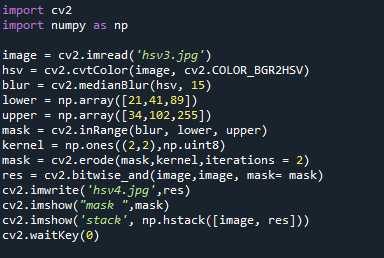 import cv2
import numpy as np
image = cv2.imread('hsv3.jpg')
hsv = cv2.cvtColor(image, cv2.COLOR_BGR2HSV)
blur = cv2.medianBlur(hsv, 15)
lower = np.array([21,41,89])
upper = np.array([34,102,255])
mask = cv2.inRange(blur, lower, upper)
kernel = np.ones((2,2),np.uint8)
mask = cv2.erode(mask,kernel,iterations = 2)
res = cv2.bitwise_and(image,image, mask= mask)
cv2.imwrite('hsv4.jpg',res)
cv2.imshow("mask ",mask)
cv2.imshow('stack', np.hstack([image, res]))
cv2.waitKey(0)